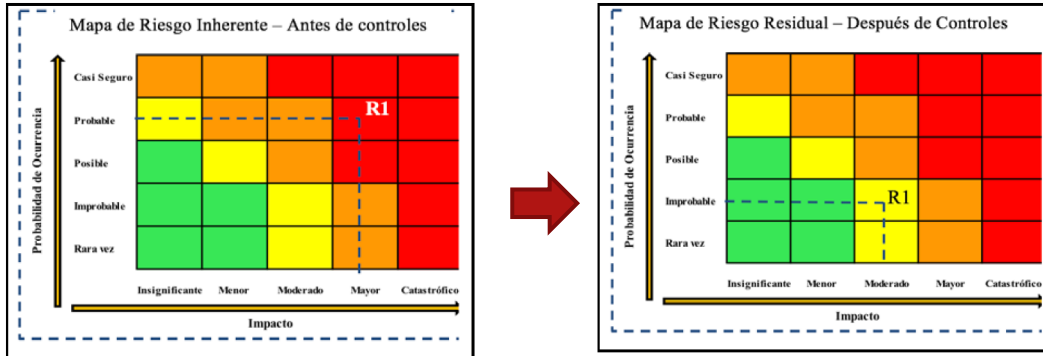 Mapa de Riesgo Inherente – Antes de controles
Probabilidad de Ocurrencia
Casi Seguro
Probable
R1
Posible
Improbable
Rara vez
Insignificante Menor Moderado Mayor Catastrófico
Impacto
Mapa de Riesgo Residual – Después de Controles
Probabilidad de Ocurrencia
Casi Seguro
Probable
Posible
Improbable
R1
Rara vez
Insignificante Menor Moderado Mayor Catastrófico
Impacto